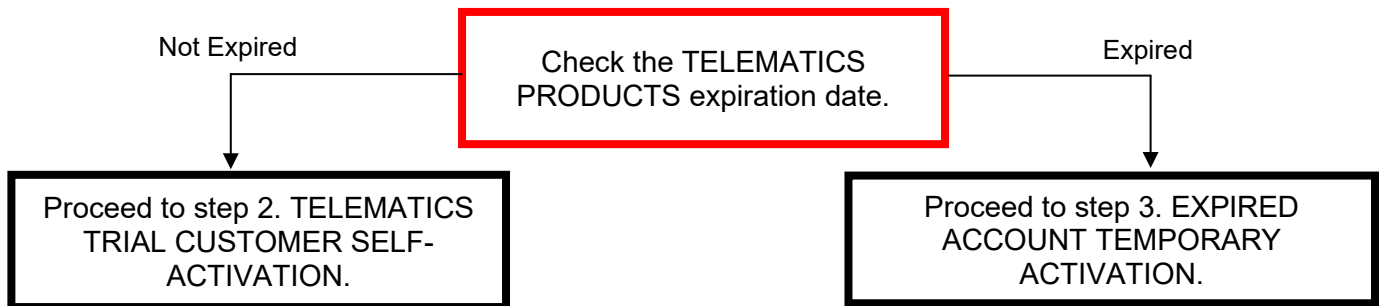 Not Expired
Check the TELEMATICS
PRODUCTS expiration date.
Expired
Proceed to step 2. TELEMATICS
TRIAL CUSTOMER SELF-
ACTIVATION.
Proceed to step 3. EXPIRED
ACCOUNT TEMPORARY
ACTIVATION.